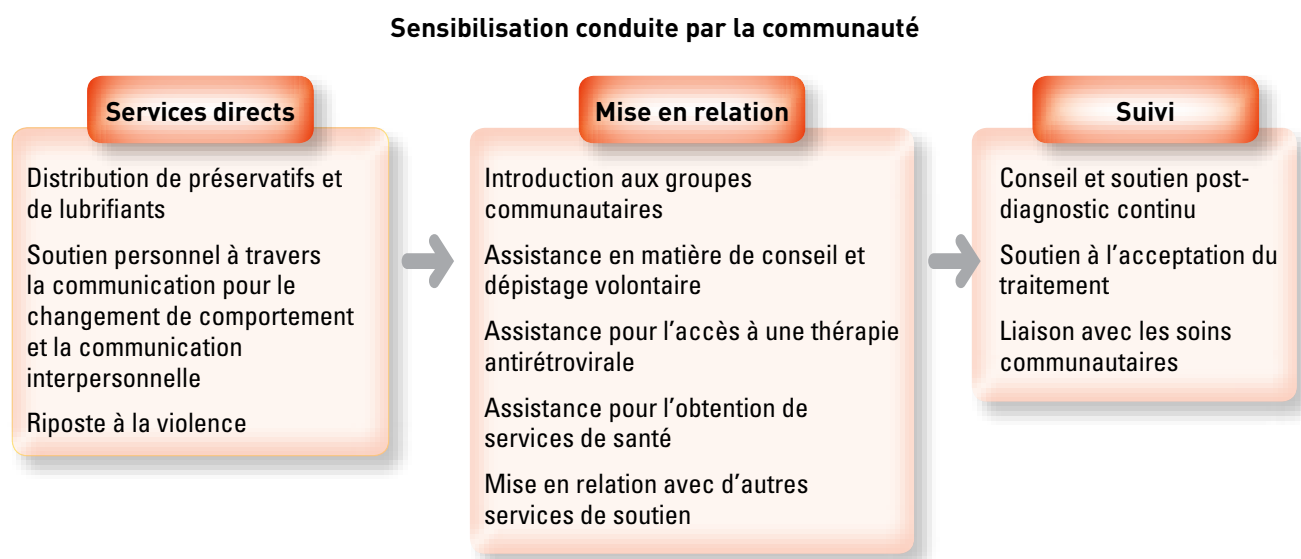 Sensibilisation conduite par la communauté
Services directs
Distribution de préservatifs et
de lubrifiants
Soutien personnel à travers
la communication pour le
changement de comportement
et la communication
interpersonnelle
Riposte à la violence
Mise en relation
Introduction aux groupes
communautaires
Assistance en matière de conseil et
dépistage volontaire
Assistance pour l’accès à une thérapie
antirétrovirale
Assistance pour l’obtention de
services de santé
Mise en relation avec d’autres
services de soutien
Suivi
Conseil et soutien post-
diagnostic continu
Soutien à l’acceptation du
traitement
Liaison avec les soins
communautaires